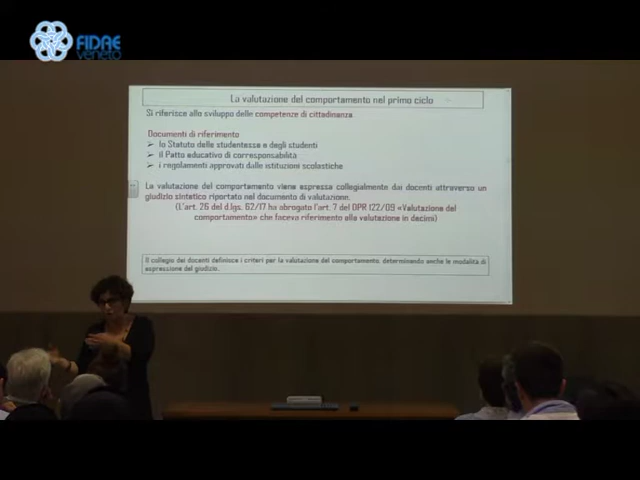 FIDAE
veneto
La valutazione del comportamento nel primo ciclo
Si riferisce allo sviluppo delle competenze di cittadinanza
Documenti di riferimento
➢ lo Statuto delle studentesse e degli studenti
➢ Il Patto educativo di corresponsabilità
➢ i regolamenti approvati dalle istituzioni scolastiche
La valutazione del comportamento viene espressa collegialmente dai docenti attraverso un
giudizio sintetico riportato nel documento di valutazione.
(L'art. 26 del d.lgs. 62/17 ha abrogato l'art. 7 del DPR 122/09 «Valutazione del
comportamento» che faceva riferimento alla valutazione in decimi)
Il collegio dei docenti definisce i criteri per la valutazione del comportamento, determinando anche le modalità di
espressione del giudizio.